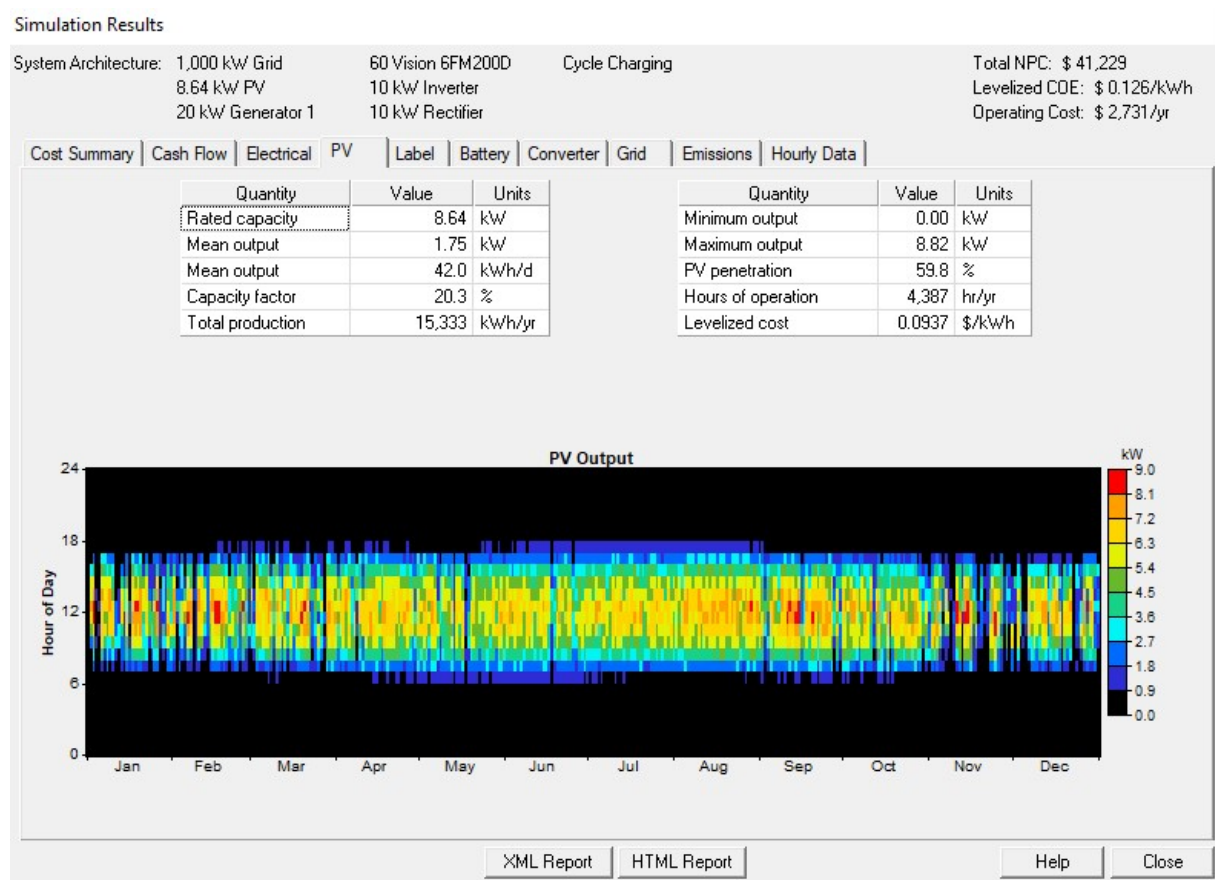 Simulation Results
System Architecture: 1,000 kW Grid 60 Vision 6FM200D Cycle Charging Total NPC: $ 41,229
8.64 kW PV 10 kW Inverter Levelized COE: $ 0.126/kWh
20 kW Generator 1 10 kW Rectifier Operating Cost: $ 2,731/yr
Cost Summary Cash Flow Electrical PV Label Battery Converter Grid Emissions Hourly Data
Quantity Value Units Quantity Value Units
Rated capacity 8.64 kW Minimum output 0.00 kW
Mean output 1.75 kW Maximum output 8.82 kW
Mean output 42.0 kWh/d PV penetration 59.8 %
Capacity factor 20.3 % Hours of operation 4,387 hr/yr
Total production 15,333 kWh/yr Levelized cost 0.0937 $/kWh
PV Output
kW
24
18
12
6
0
Hour of Day
9.0
8.1
7.2
6.3
5.4
4.5
3.6
2.7
1.8
0.9
0.0
Jan Feb Mar Apr May Jun Jul Aug Sep Oct Nov Dec
XML Report HTML Report Help Close